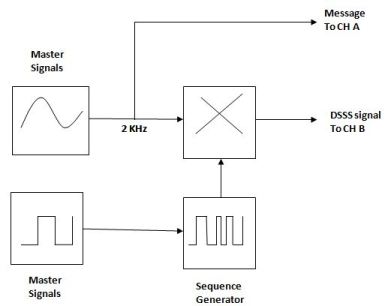 Message
To CH A
Master
Signals
2 KHz
DSSS signal
To CH B
Master
Signals
Sequence
Generator